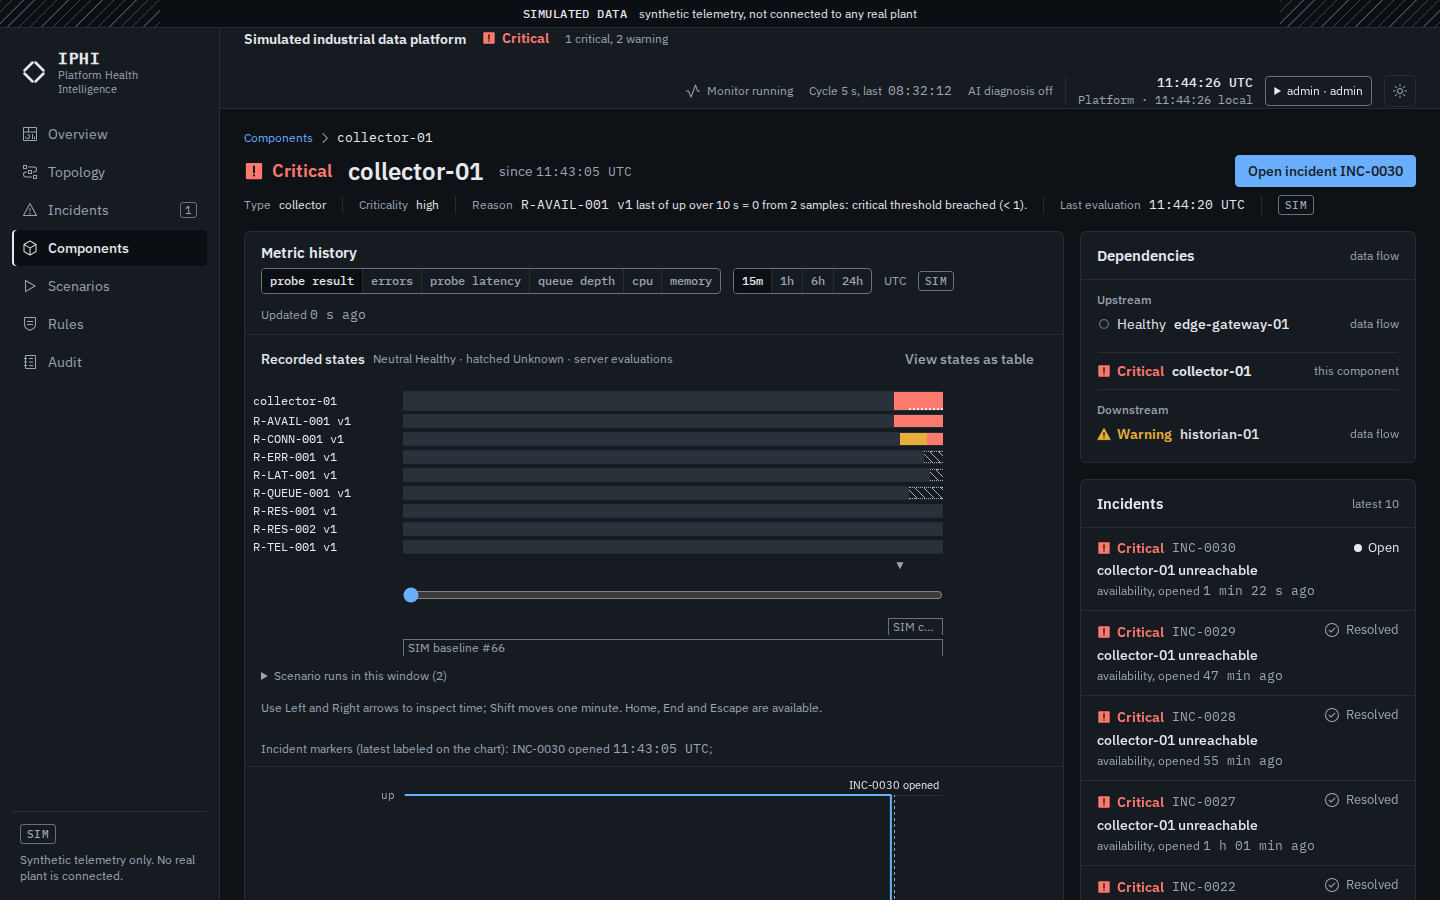 SIMULATED DATA synthetic telemetry, not connected to any real plant
IPHI
Platform Health
Intelligence
Overview
Topology
Incidents 1
Components
Scenarios
Rules
Audit
SIM
Synthetic telemetry only. No real
plant is connected.
Simulated industrial data platform Critical 1 critical, 2 warning
Monitor running Cycle 5 s, last 08:32:12 AI diagnosis off
11:44:26 UTC
Platform · 11:44:26 local
admin · admin
Components > collector-01
Critical collector-01 since 11:43:05 UTC
Open incident INC-0030
Type collector Criticality high Reason R-AVAIL-001 v1 last of up over 10 s = 0 from 2 samples: critical threshold breached (< 1). Last evaluation 11:44:20 UTC SIM
Metric history
probe result errors probe latency queue depth cpu memory 15m 1h 6h 24h UTC SIM
Updated 0 s ago
Recorded states Neutral Healthy · hatched Unknown · server evaluations View states as table
collector-01
R-AVAIL-001 v1
R-CONN-001 v1
R-ERR-001 v1
R-LAT-001 v1
R-QUEUE-001 v1
R-RES-001 v1
R-RES-002 v1
R-TEL-001 v1
SIM c...
SIM baseline #66
Scenario runs in this window (2)
Use Left and Right arrows to inspect time; Shift moves one minute. Home, End and Escape are available.
Incident markers (latest labeled on the chart): INC-0030 opened 11:43:05 UTC;
INC-0030 opened
up
Dependencies data flow
Upstream
Healthy edge-gateway-01 data flow
Critical collector-01 this component
Downstream
Warning historian-01 data flow
Incidents latest 10
Critical INC-0030 Open
collector-01 unreachable
availability, opened 1 min 22 s ago
Critical INC-0029 Resolved
collector-01 unreachable
availability, opened 47 min ago
Critical INC-0028 Resolved
collector-01 unreachable
availability, opened 55 min ago
Critical INC-0027 Resolved
collector-01 unreachable
availability, opened 1 h 01 min ago
Critical INC-0022 Resolved